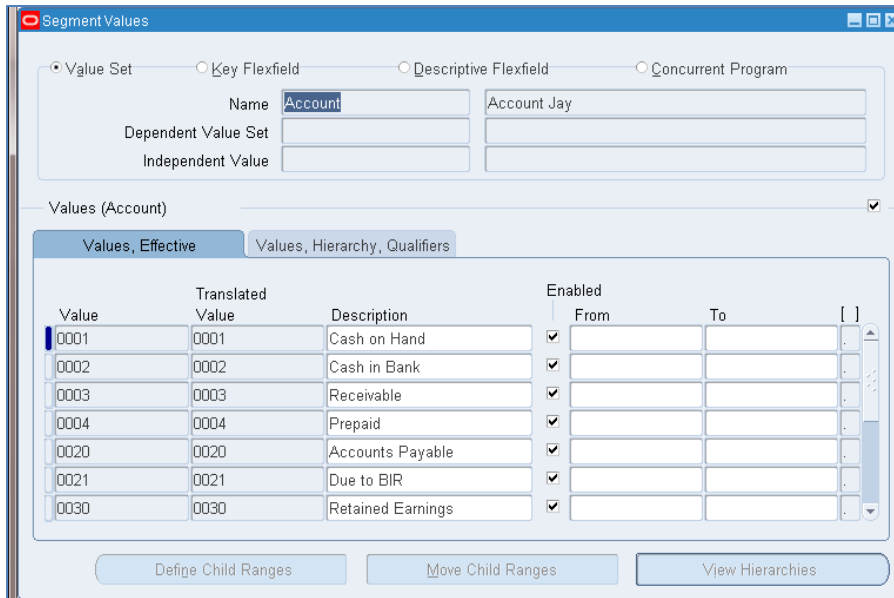 Segment Values
Value Set Key Flexfield Descriptive Flexfield Concurrent Program
Name Account Account Jay
Dependent Value Set
Independent Value
Values (Account)
Values, Effective Values, Hierarchy, Qualifiers
Translated Enabled
Value Value Description From To [ ]
0001 0001 Cash on Hand .
0002 0002 Cash in Bank .
0003 0003 Receivable .
0004 0004 Prepaid .
0020 0020 Accounts Payable .
0021 0021 Due to BIR .
0030 0030 Retained Earnings .
Define Child Ranges Move Child Ranges View Hierarchies